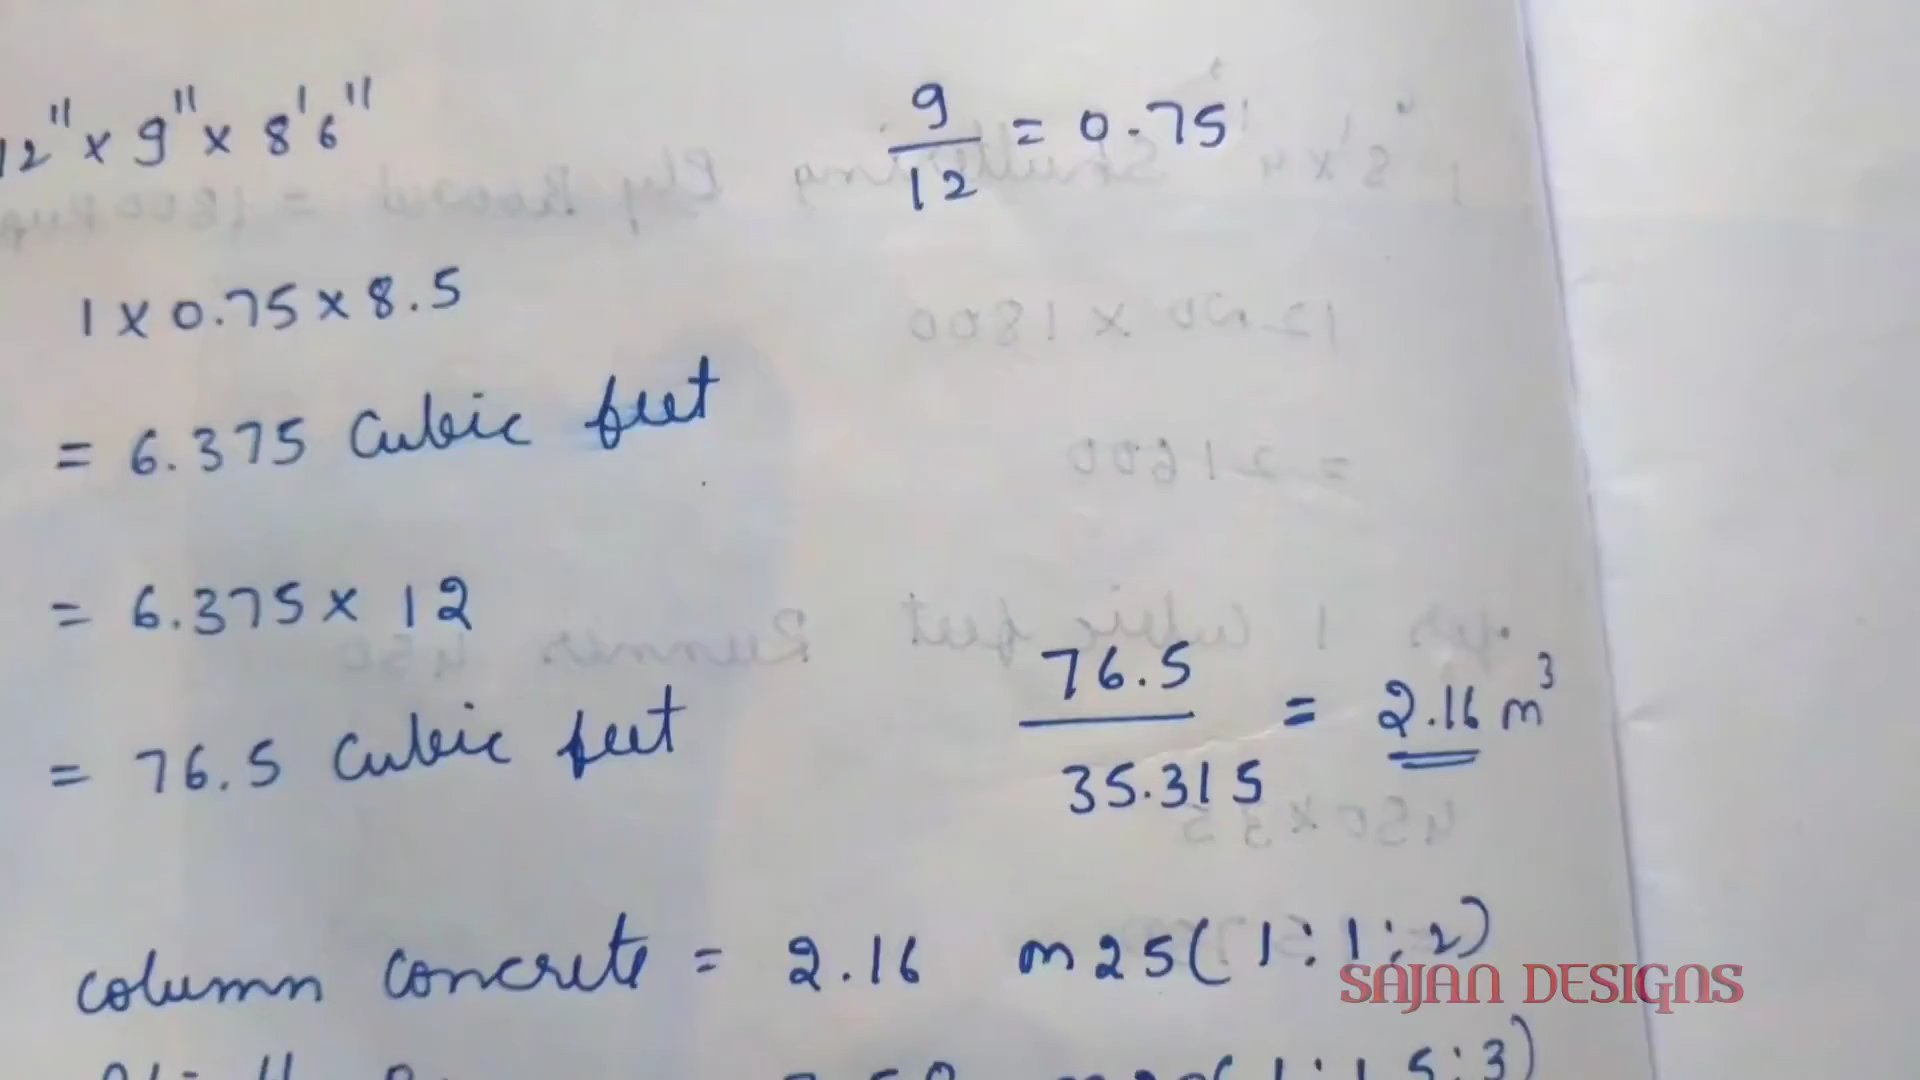 12" x 9" x 8'6"
9/12 = 0.75
1 x 0.75 x 8.5
= 6.375 Cubic feet
= 6.375 x 12
= 76.5 Cubic feet
76.5/35.315 = 2.16 m³
column concrete = 2.16 m25 (1:1:2)
SAJAN DESIGNS